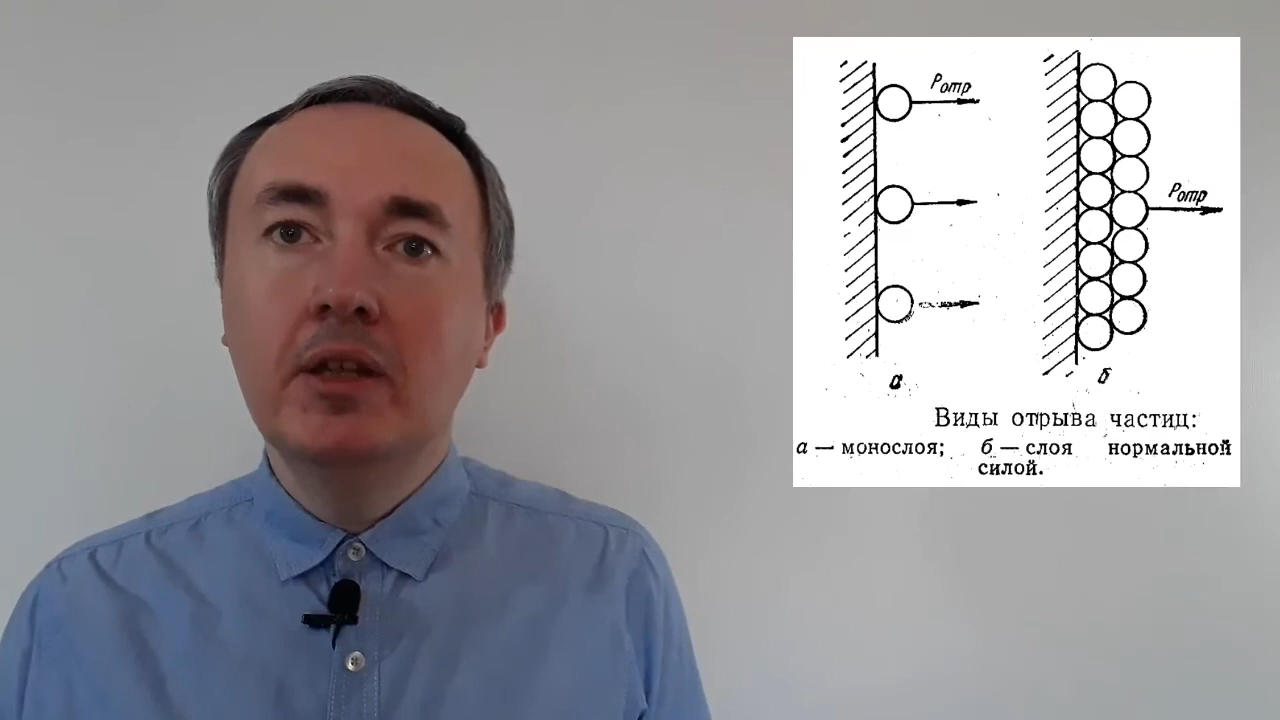 Pотр
Pотр
а
б
Виды отрыва частиц:
а — монослоя; б — слоя нормальной
силой.